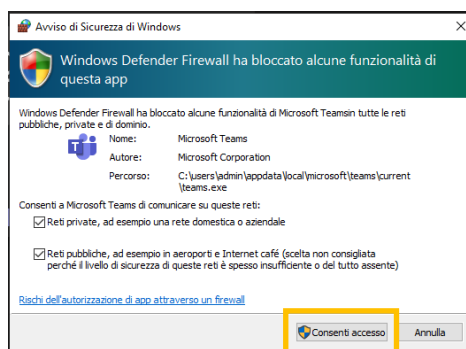 Avviso di Sicurezza di Windows
Windows Defender Firewall ha bloccato alcune funzionalità di
questa app
Windows Defender Firewall ha bloccato alcune funzionalità di Microsoft Teamsin tutte le reti
pubbliche, private e di dominio.
Nome: Microsoft Teams
Autore: Microsoft Corporation
Percorso: C:\users\admin\appdata\local\microsoft\teams\current
\teams.exe
Consenti a Microsoft Teams di comunicare su queste reti:
Reti private, ad esempio una rete domestica o aziendale
Reti pubbliche, ad esempio in aeroporti e Internet café (scelta non consigliata
perché il livello di sicurezza di queste reti è spesso insufficiente o del tutto assente)
Rischi dell'autorizzazione di app attraverso un firewall
Consenti accesso Annulla